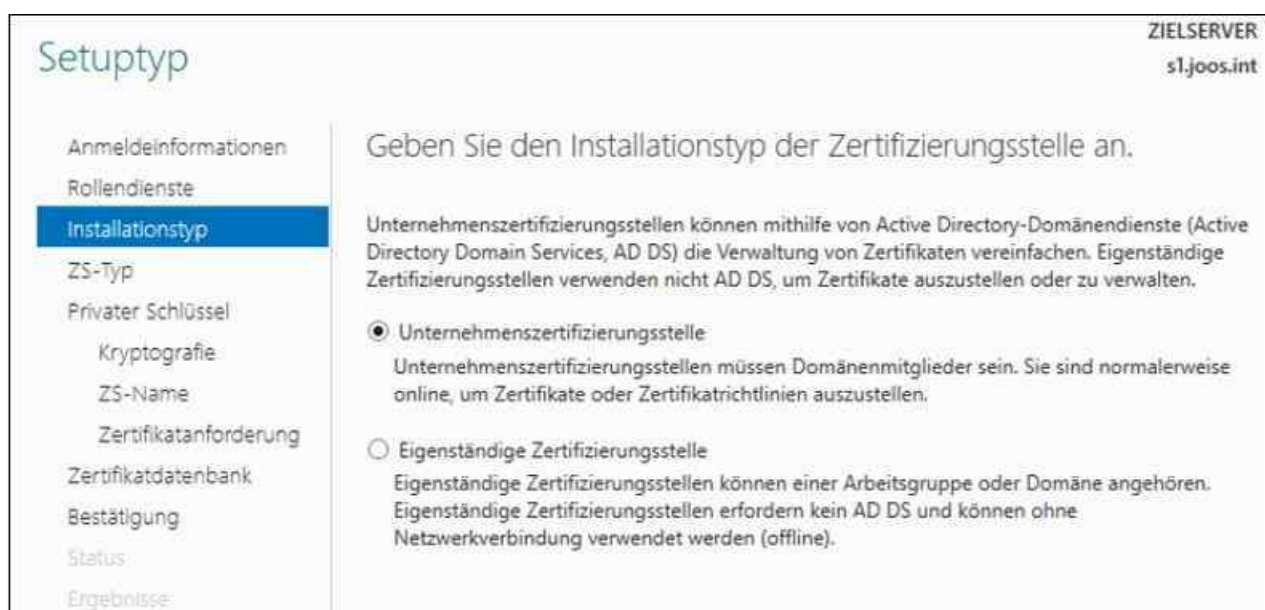 Setuptyp
ZIELSERVER
s1.joos.int
Anmeldeinformationen
Rollendienste
Installationstyp
ZS-Typ
Privater Schlüssel
Kryptografie
ZS-Name
Zertifikatanforderung
Zertifikatdatenbank
Bestätigung
Status
Ergebnisse
Geben Sie den Installationstyp der Zertifizierungsstelle an.
Unternehmenszertifizierungsstellen können mithilfe von Active Directory-Domänendienste (Active
Directory Domain Services, AD DS) die Verwaltung von Zertifikaten vereinfachen. Eigenständige
Zertifizierungsstellen verwenden nicht AD DS, um Zertifikate auszustellen oder zu verwalten.
Unternehmenszertifizierungsstelle
Unternehmenszertifizierungsstellen müssen Domänenmitglieder sein. Sie sind normalerweise
online, um Zertifikate oder Zertifikatrichtlinien auszustellen.
Eigenständige Zertifizierungsstelle
Eigenständige Zertifizierungsstellen können einer Arbeitsgruppe oder Domäne angehören.
Eigenständige Zertifizierungsstellen erfordern kein AD DS und können ohne
Netzwerkverbindung verwendet werden (offline).